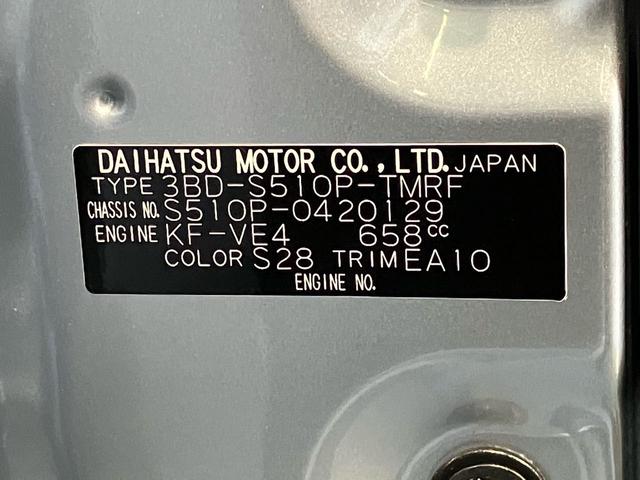 DAIHATSU MOTOR CO.,LTD. JAPAN
TYPE 3BD-S510P-TMRF
CHASSIS NO. S510P-0420129
ENGINE KF-VE4 658cc
COLOR S28 TRIM EA10
ENGINE NO.